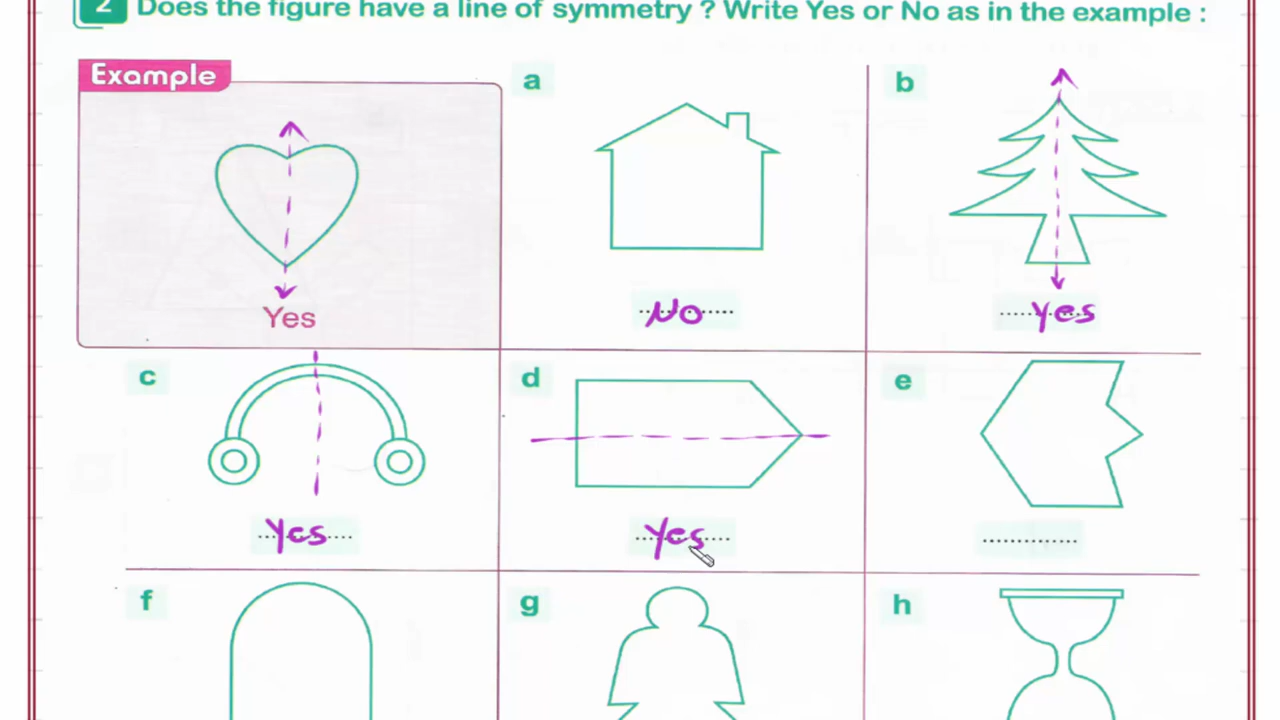 2 Does the figure have a line of symmetry ? Write Yes or No as in the example :
Example
Yes
a
No
b
yes
c
Yes
d
Yes
e
f
g
h